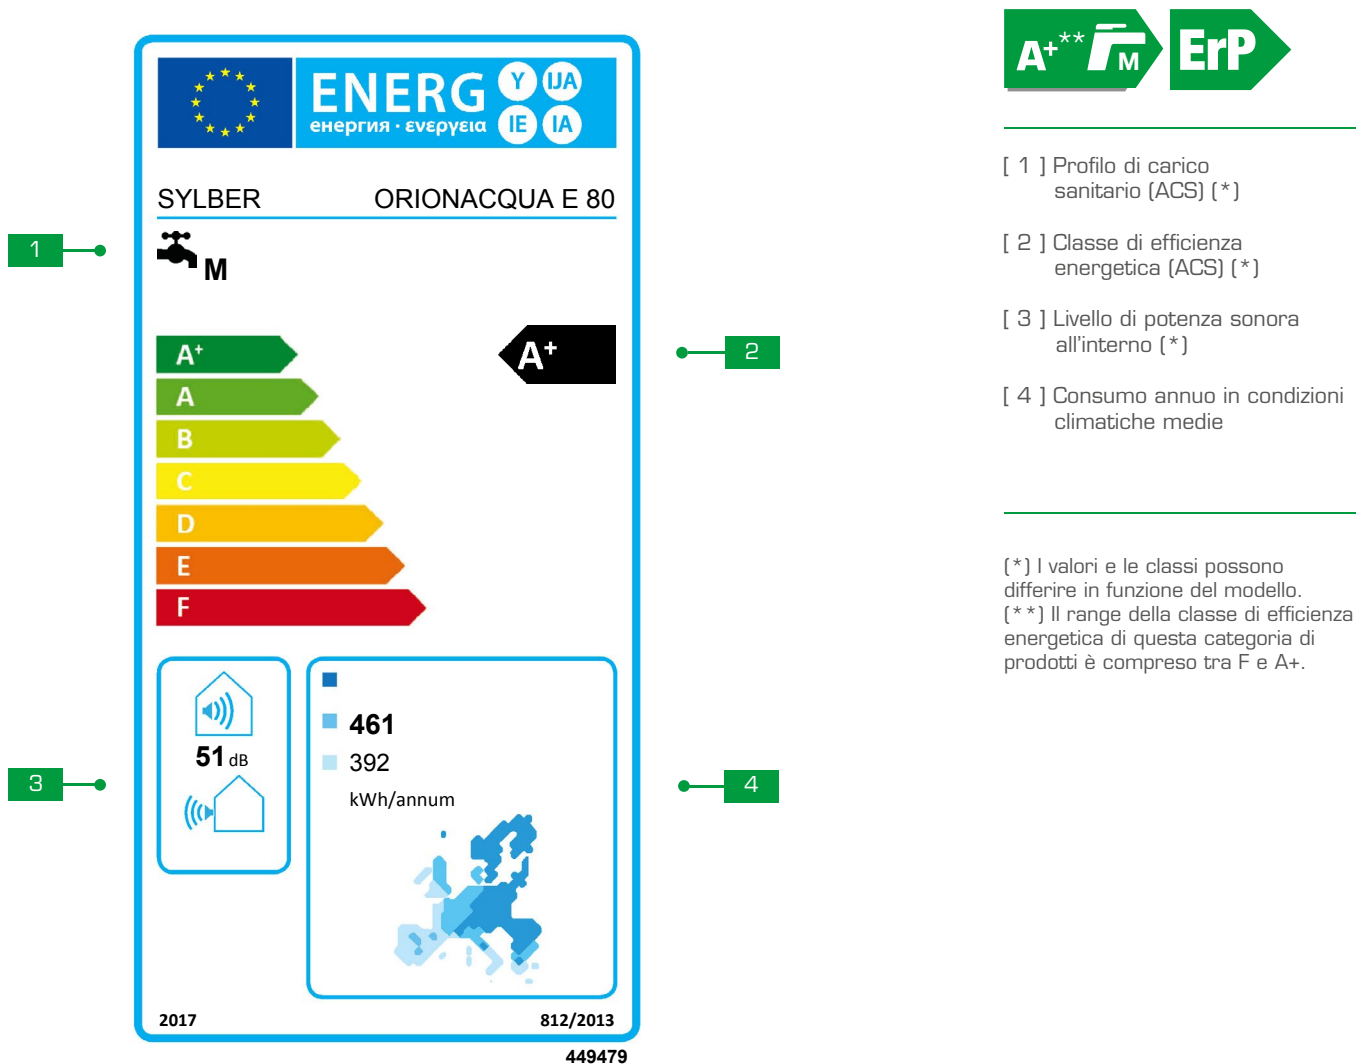 ENERG Y IJA
енергия · ενεργεια IE IA
SYLBER ORIONACQUA E 80
1
M
A+
2
A+
A
B
C
D
E
F
51 dB
461
392
kWh/annum
3
4
2017 812/2013
449479
A+** M ErP
[ 1 ] Profilo di carico
sanitario (ACS) (*)
[ 2 ] Classe di efficienza
energetica (ACS) (*)
[ 3 ] Livello di potenza sonora
all'interno (*)
[ 4 ] Consumo annuo in condizioni
climatiche medie
(*) I valori e le classi possono
differire in funzione del modello.
(**) Il range della classe di efficienza
energetica di questa categoria di
prodotti è compreso tra F e A+.